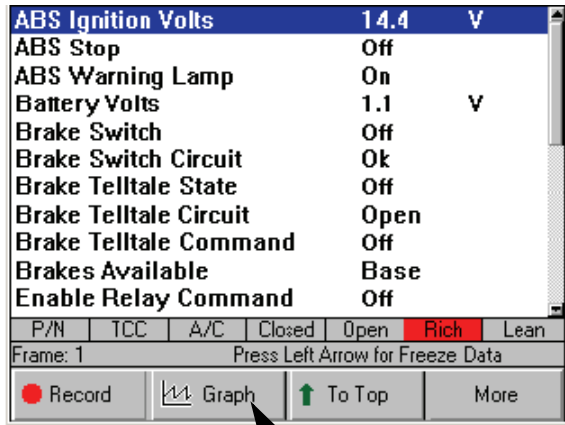 ABS Ignition Volts 14.4 V
ABS Stop Off
ABS Warning Lamp On
Battery Volts 1.1 V
Brake Switch Off
Brake Switch Circuit Ok
Brake Telltale State Off
Brake Telltale Circuit Open
Brake Telltale Command Off
Brakes Available Base
Enable Relay Command Off
P/N TCC A/C Closed Open Rich Lean
Frame: 1 Press Left Arrow for Freeze Data
Record Graph To Top More